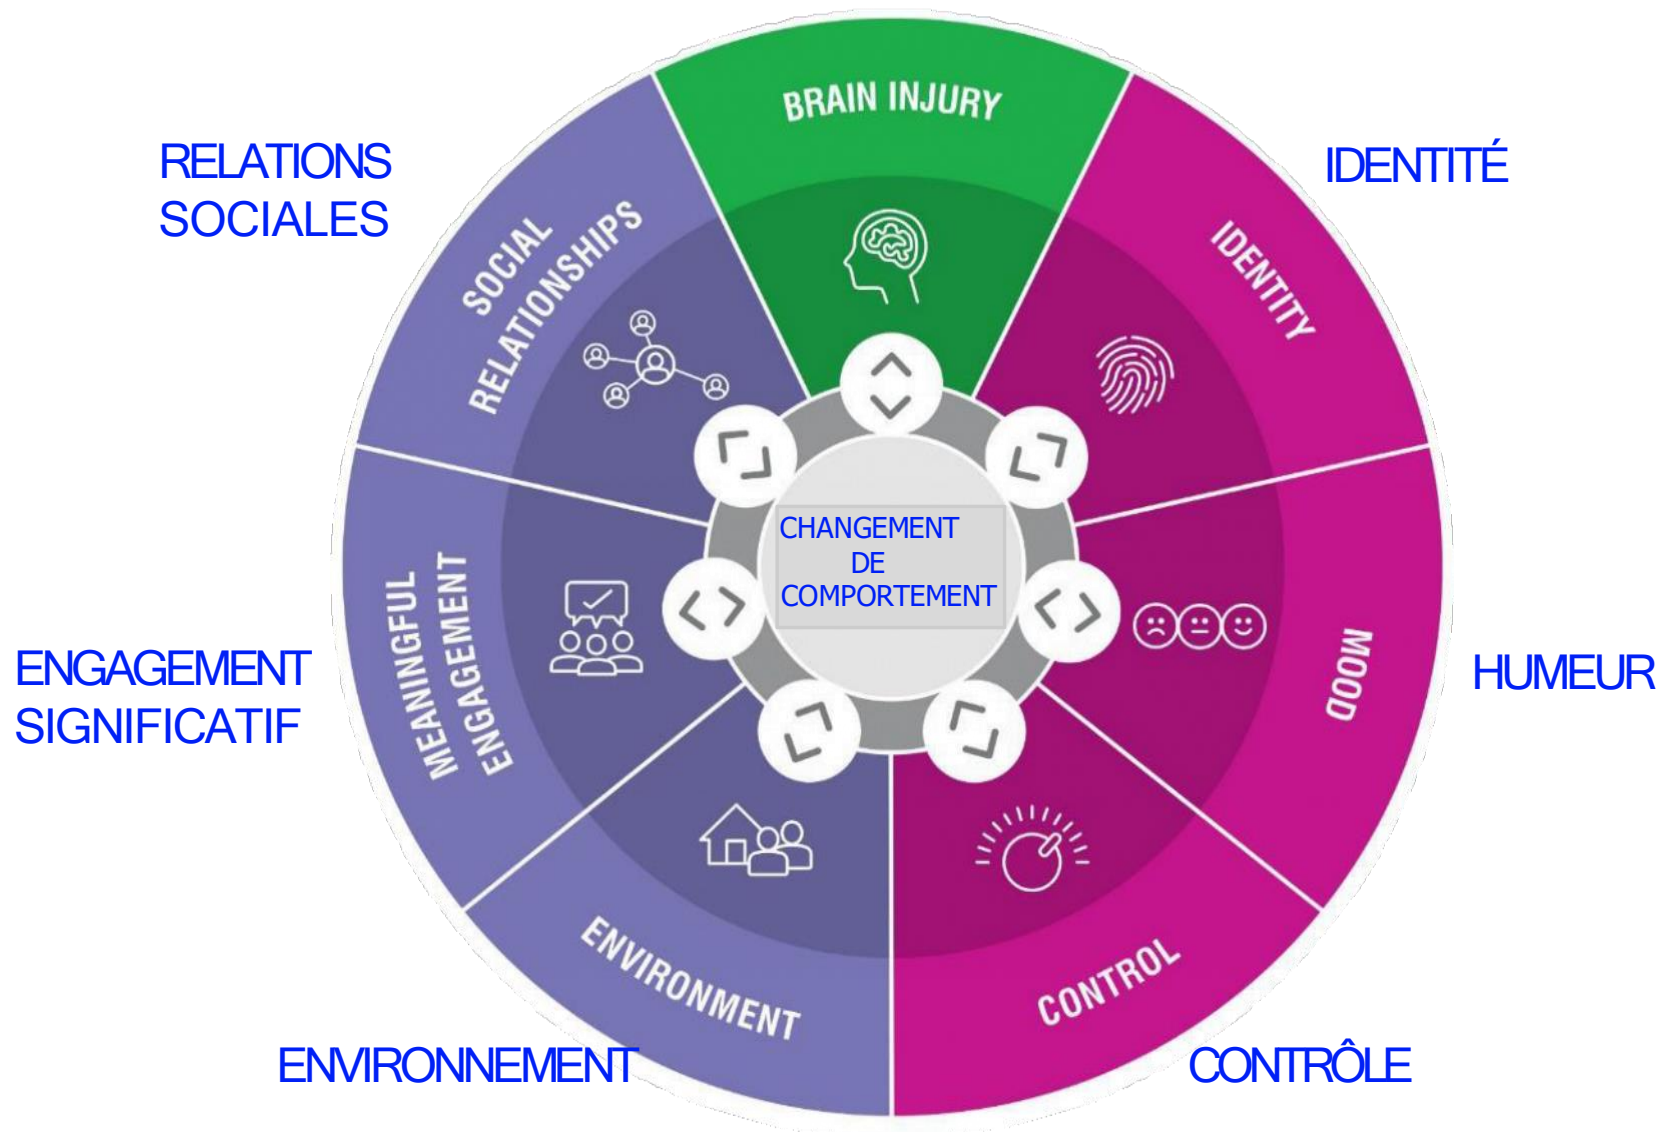 BRAIN INJURY
RELATIONS
SOCIALES
IDENTITÉ
SOCIAL
RELATIONSHIPS
IDENTITY
CHANGEMENT
DE
COMPORTEMENT
MEANINGFUL
ENGAGEMENT
MOOD
ENGAGEMENT
SIGNIFICATIF
HUMEUR
ENVIRONMENT
CONTROL
ENVIRONNEMENT
CONTRÔLE